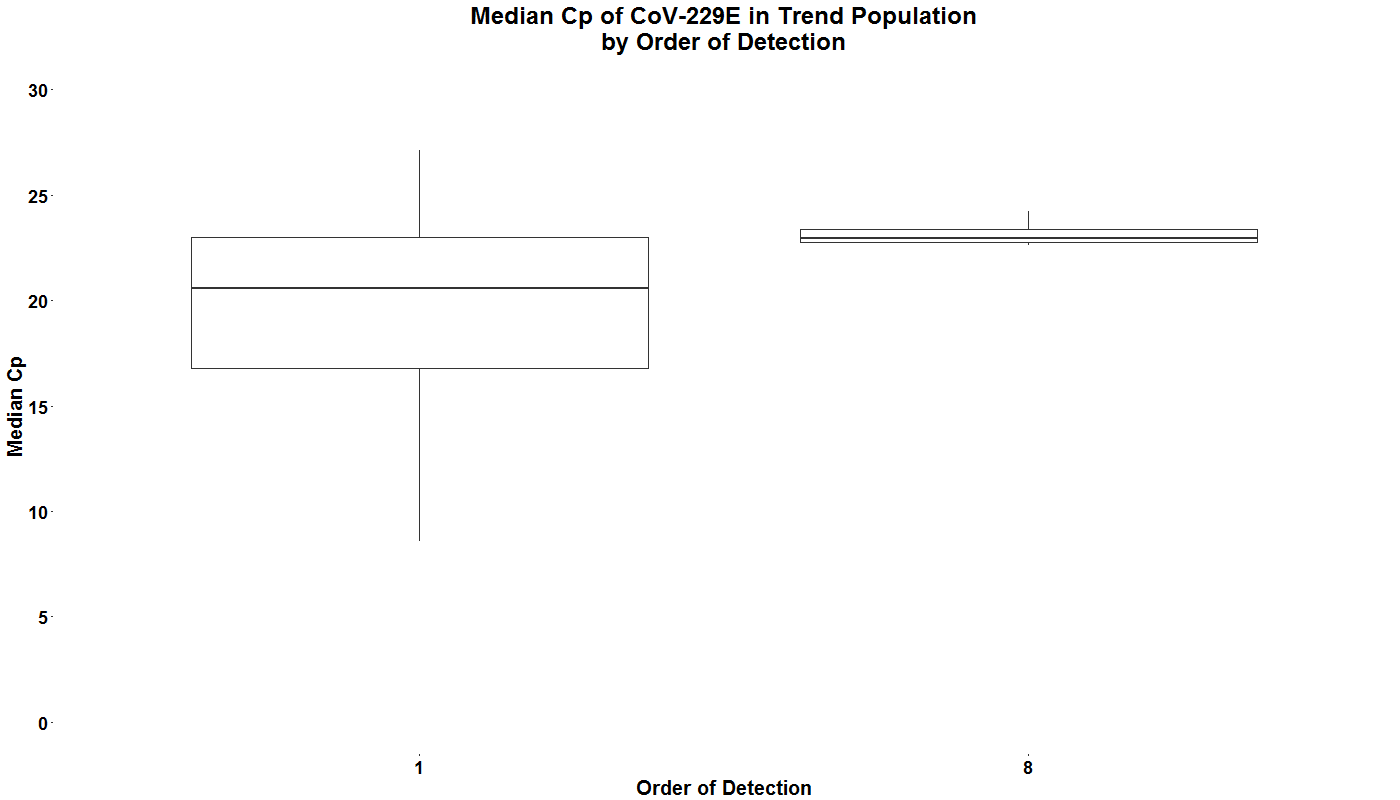 Median Cp of CoV-229E in Trend Population
by Order of Detection
30
25
20
15
10
5
0
Median Cp
1
8
Order of Detection